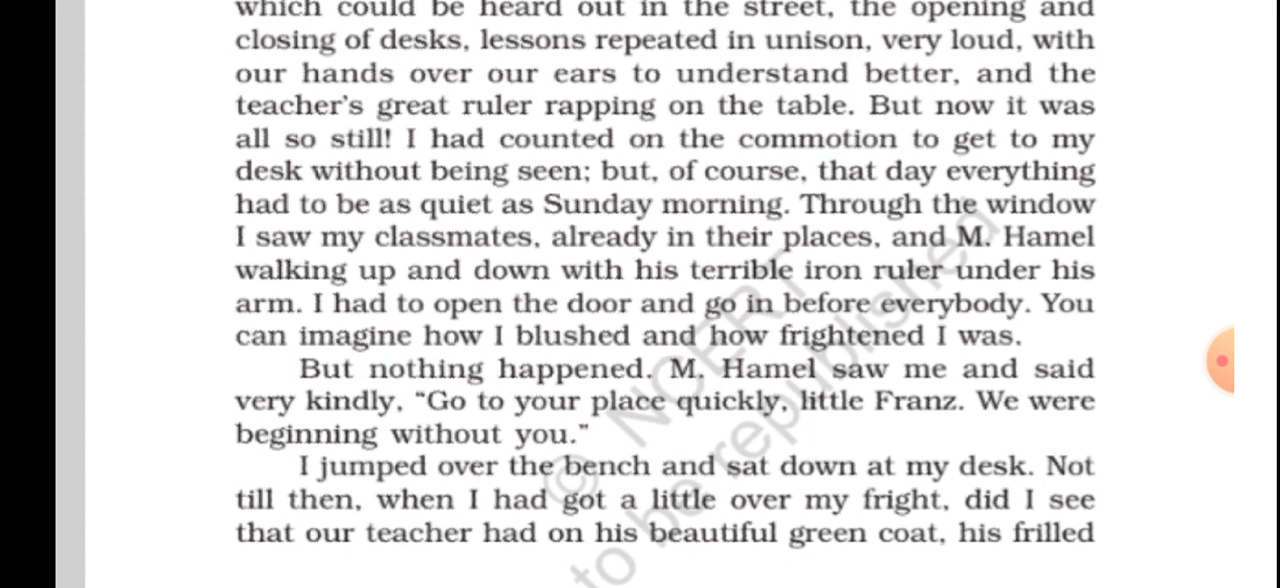 which could be heard out in the street, the opening and
closing of desks, lessons repeated in unison, very loud, with
our hands over our ears to understand better, and the
teacher's great ruler rapping on the table. But now it was
all so still! I had counted on the commotion to get to my
desk without being seen; but, of course, that day everything
had to be as quiet as Sunday morning. Through the window
I saw my classmates, already in their places, and M. Hamel
walking up and down with his terrible iron ruler under his
arm. I had to open the door and go in before everybody. You
can imagine how I blushed and how frightened I was.
But nothing happened. M. Hamel saw me and said
very kindly, “Go to your place quickly, little Franz. We were
beginning without you.”
I jumped over the bench and sat down at my desk. Not
till then, when I had got a little over my fright, did I see
that our teacher had on his beautiful green coat, his frilled
© NCERT
to be republished